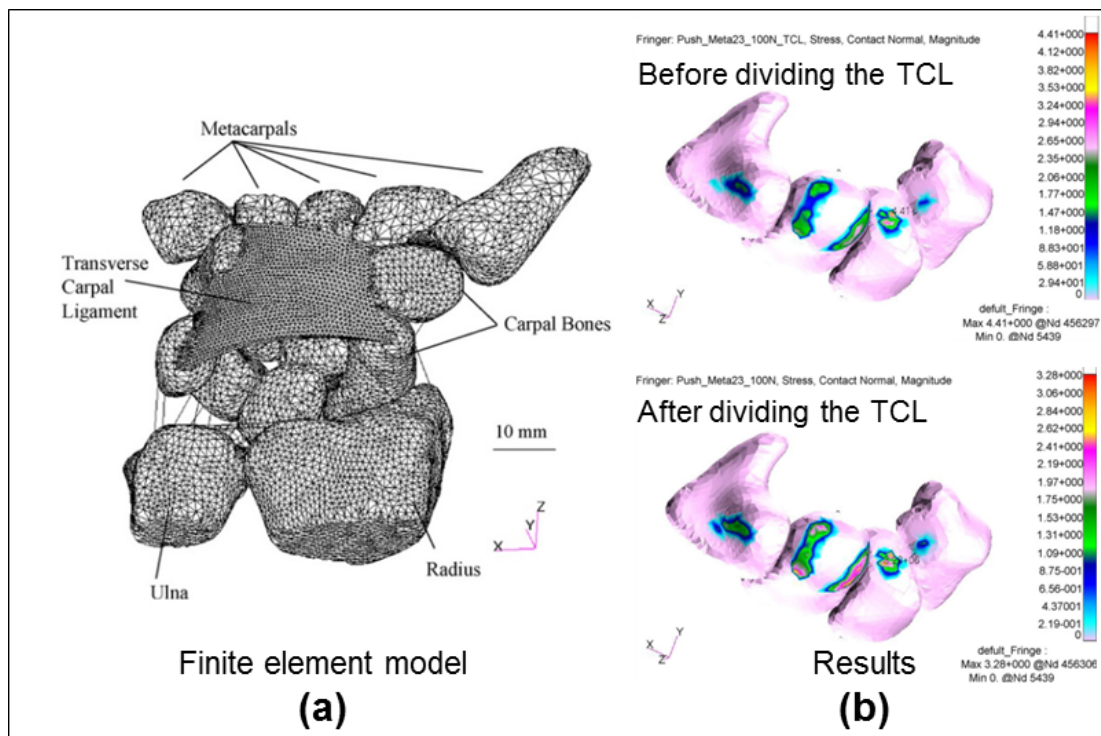 Metacarpals
Transverse
Carpal
Ligament
Carpal Bones
10 mm
X
Y
Z
Ulna
Radius
Finite element model
(a)
Fringer: Push_Meta23_100N_TCL, Stress, Contact Normal, Magnitude
Before dividing the TCL
4.41+000
4.12+000
3.82+000
3.53+000
3.24+000
2.94+000
2.65+000
2.35+000
2.06+000
1.77+000
1.47+000
1.18+000
8.83+001
5.88+001
2.94+001
0
X
Y
Z
defult_Fringe :
Max 4.41+000 @Nd 456297
Min 0. @Nd 5439
Fringer: Push_Meta23_100N, Stress, Contact Normal, Magnitude
After dividing the TCL
3.28+000
3.06+000
2.84+000
2.62+000
2.41+000
2.19+000
1.97+000
1.75+000
1.53+000
1.31+000
1.09+000
8.75-001
6.56-001
4.37001
2.19-001
0
X
Y
Z
defult_Fringe :
Max 3.28+000 @Nd 456306
Min 0. @Nd 5439
Results
(b)